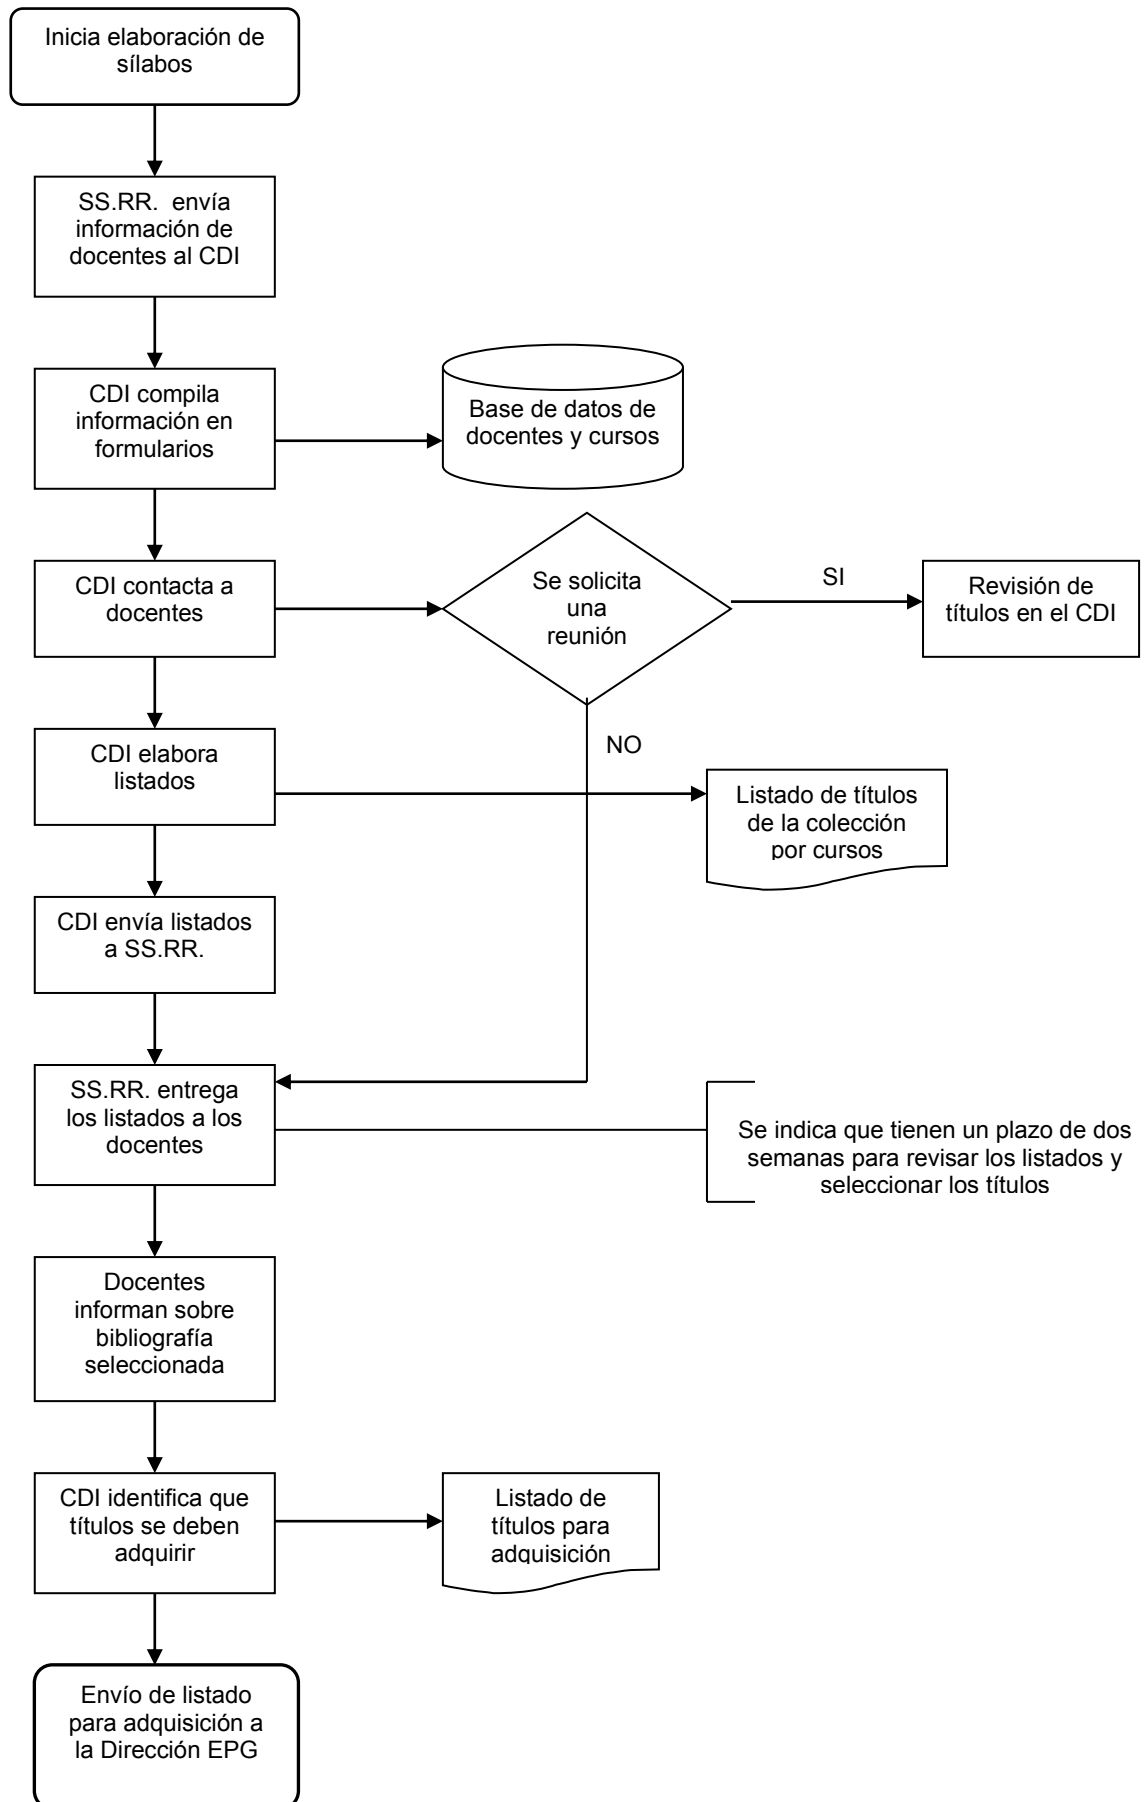 Inicia elaboración de
sílabos
SS.RR. envía
información de
docentes al CDI
CDI compila
información en
formularios
Base de datos de
docentes y cursos
CDI contacta a
docentes
Se solicita
una
reunión
SI
Revisión de
títulos en el CDI
NO
CDI elabora
listados
Listado de títulos
de la colección
por cursos
CDI envía listados
a SS.RR.
SS.RR. entrega
los listados a los
docentes
Se indica que tienen un plazo de dos
semanas para revisar los listados y
seleccionar los títulos
Docentes
informan sobre
bibliografía
seleccionada
CDI identifica que
títulos se deben
adquirir
Listado de
títulos para
adquisición
Envío de listado
para adquisición a
la Dirección EPG